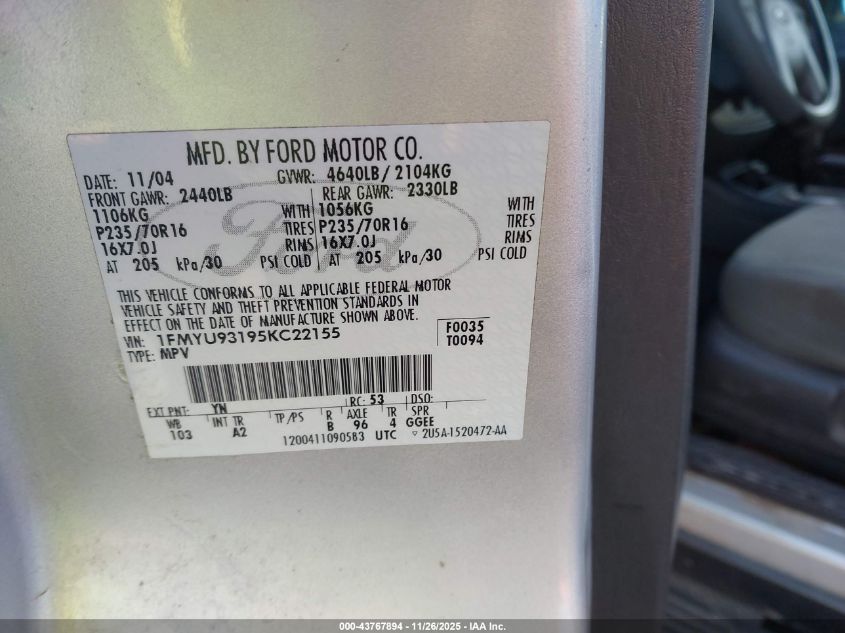 MFD. BY FORD MOTOR CO.
DATE: 11/04 GVWR: 4640LB/ 2104KG
FRONT GAWR: 2440LB REAR GAWR: 2330LB
1106KG WITH 1056KG WITH
P235/70R16 TIRES P235/70R16 TIRES
16X7.0J RIMS 16X7.0J RIMS
AT 205 kPa/30 PSI COLD AT 205 kPa/30 PSI COLD
Ford
THIS VEHICLE CONFORMS TO ALL APPLICABLE FEDERAL MOTOR
VEHICLE SAFETY AND THEFT PREVENTION STANDARDS IN
EFFECT ON THE DATE OF MANUFACTURE SHOWN ABOVE.
VIN: 1FMYU93195KC22155 F0035
TYPE: MPV T0094
EXT PNT: YN RC: 53 DSO:
WB INT TR TP/PS R AXLE TR SPR
103 A2 B 96 4 GGEE
1200411090583 UTC 2U5A-1520472-AA
000-43767894 - 11/26/2025 - IAA Inc.